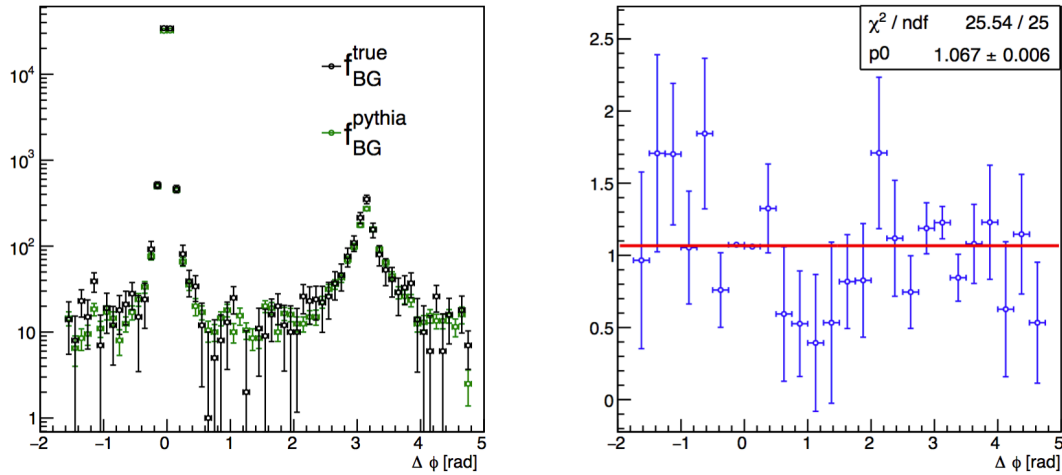 10^4
10^3
10^2
10
1
−2 −1 0 1 2 3 4 5
Δ ϕ [rad]
f^true_BG
f^pythia_BG
2.5
2
1.5
1
0.5
0
−2 −1 0 1 2 3 4 5
Δ ϕ [rad]
χ² / ndf 25.54 / 25
p0 1.067 ± 0.006